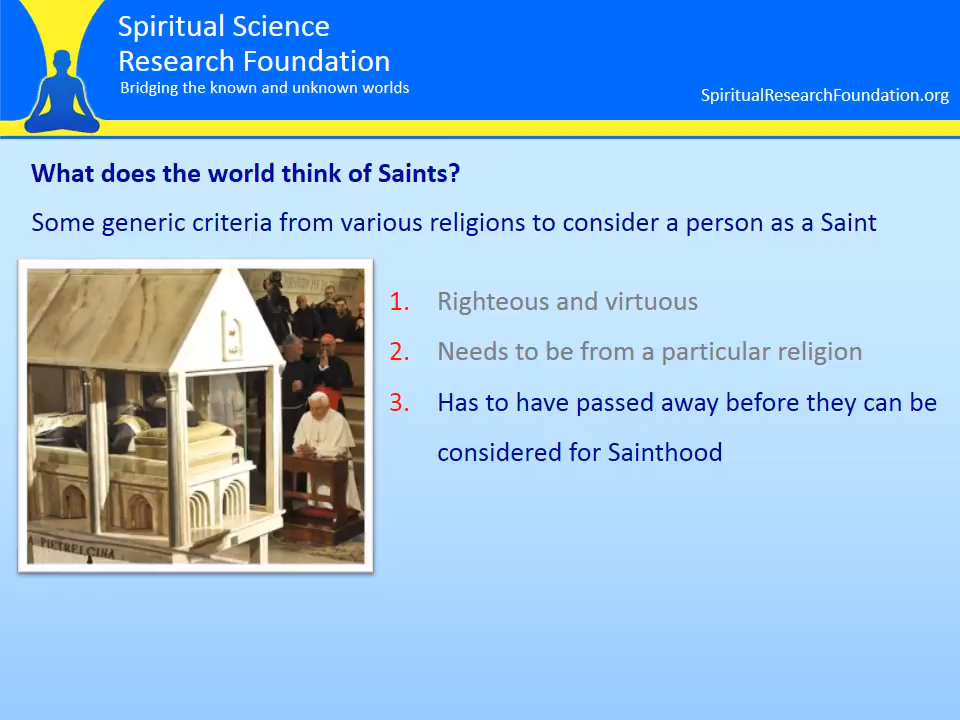 Spiritual Science
Research Foundation
Bridging the known and unknown worlds
SpiritualResearchFoundation.org
What does the world think of Saints?
Some generic criteria from various religions to consider a person as a Saint
1. Righteous and virtuous
2. Needs to be from a particular religion
3. Has to have passed away before they can be
considered for Sainthood
A PIETRELCINA